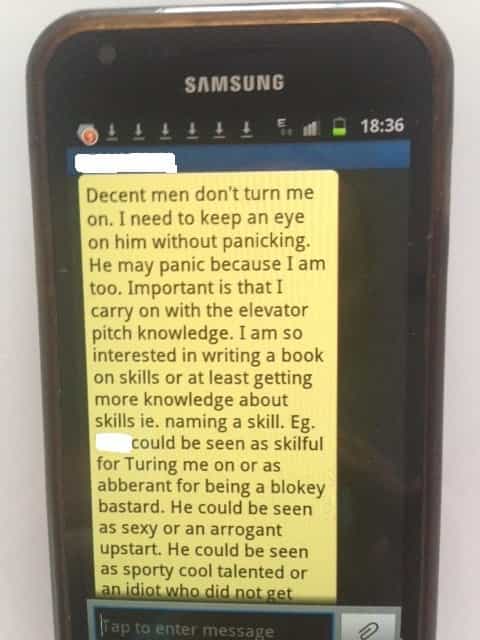 SAMSUNG
E
18:36
Decent men don't turn me
on. I need to keep an eye
on him without panicking.
He may panic because I am
too. Important is that I
carry on with the elevator
pitch knowledge. I am so
interested in writing a book
on skills or at least getting
more knowledge about
skills ie. naming a skill. Eg.
could be seen as skilful
for Turing me on or as
abberant for being a blokey
bastard. He could be seen
as sexy or an arrogant
upstart. He could be seen
as sporty cool talented or
an idiot who did not get
Tap to enter message